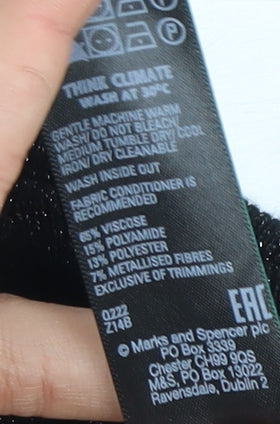 THINK CLIMATE
WASH AT 30°C
GENTLE MACHINE WARM
WASH/ DO NOT BLEACH/
MEDIUM TUMBLE DRY/ COOL
IRON/ DRY CLEANABLE
WASH INSIDE OUT
FABRIC CONDITIONER IS
RECOMMENDED
65% VISCOSE
15% POLYAMIDE
13% POLYESTER
7% METALLISED FIBRES
EXCLUSIVE OF TRIMMINGS
0222
Z14B
EAC
© Marks and Spencer plc
PO Box 3339
Chester CH99 9QS
M&S, PO Box 13022
Ravensdale, Dublin 2